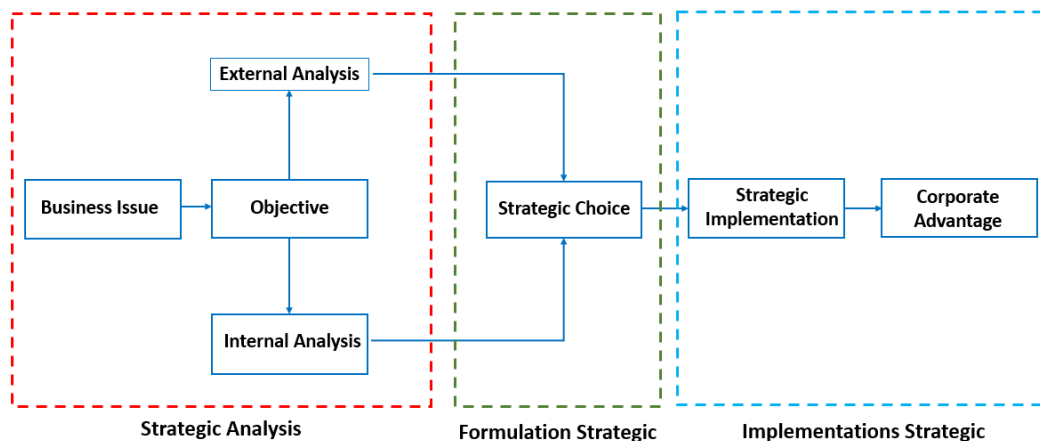 External Analysis
Business Issue
Objective
Strategic Choice
Strategic
Implementation
Corporate
Advantage
Internal Analysis
Strategic Analysis
Formulation Strategic
Implementations Strategic